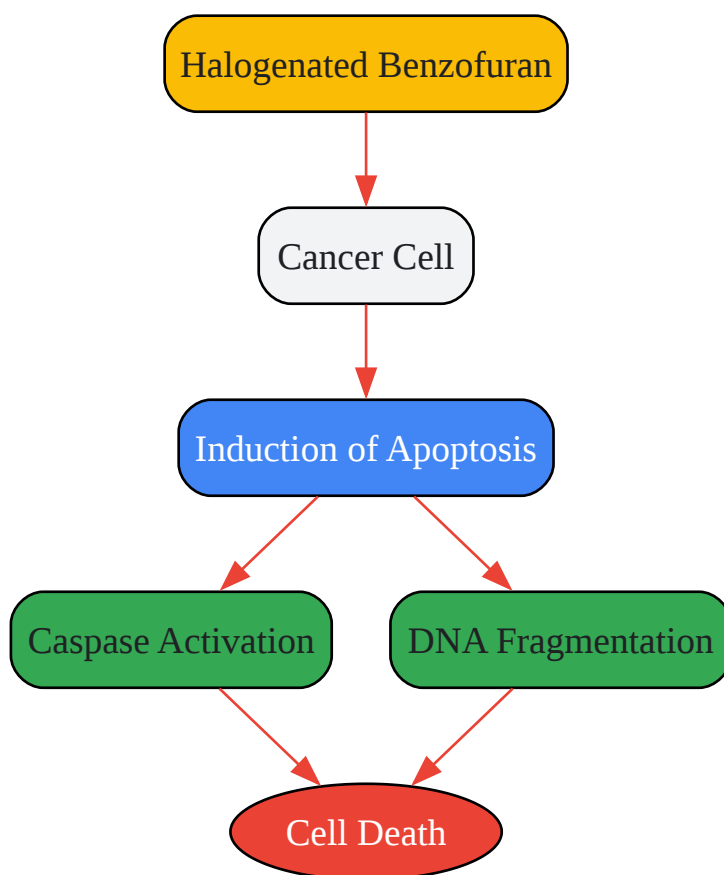 Halogenated Benzofuran
Cancer Cell
Induction of Apoptosis
Caspase Activation
DNA Fragmentation
Cell Death